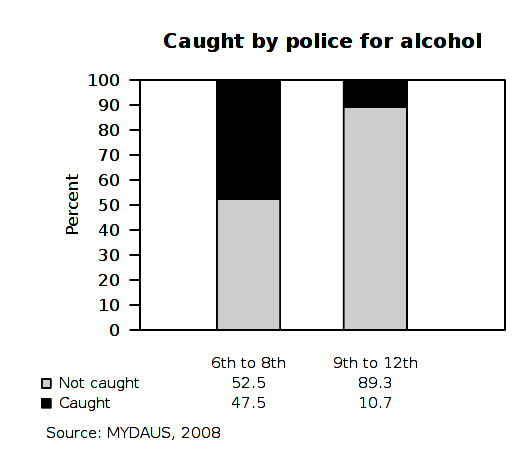 Caught by police for alcohol
100
90
80
70
60
50
40
30
20
10
0
Percent
6th to 8th 9th to 12th
Not caught 52.5 89.3
Caught 47.5 10.7
Source: MYDAUS, 2008